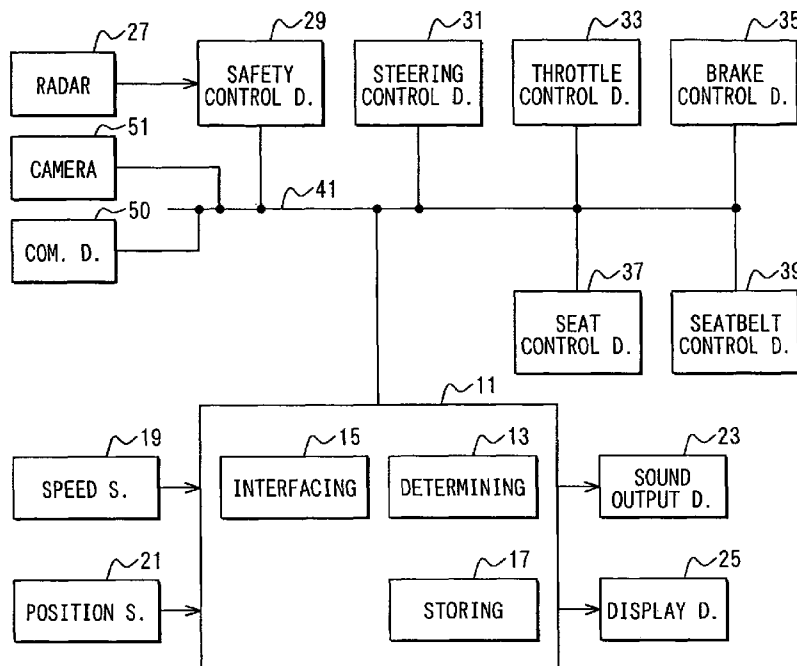 27
RADAR
29
SAFETY
CONTROL D.
31
STEERING
CONTROL D.
33
THROTTLE
CONTROL D.
35
BRAKE
CONTROL D.
51
CAMERA
41
50
COM. D.
37
SEAT
CONTROL D.
39
SEATBELT
CONTROL D.
11
19
SPEED S.
15
INTERFACING
13
DETERMINING
23
SOUND
OUTPUT D.
21
POSITION S.
17
STORING
25
DISPLAY D.